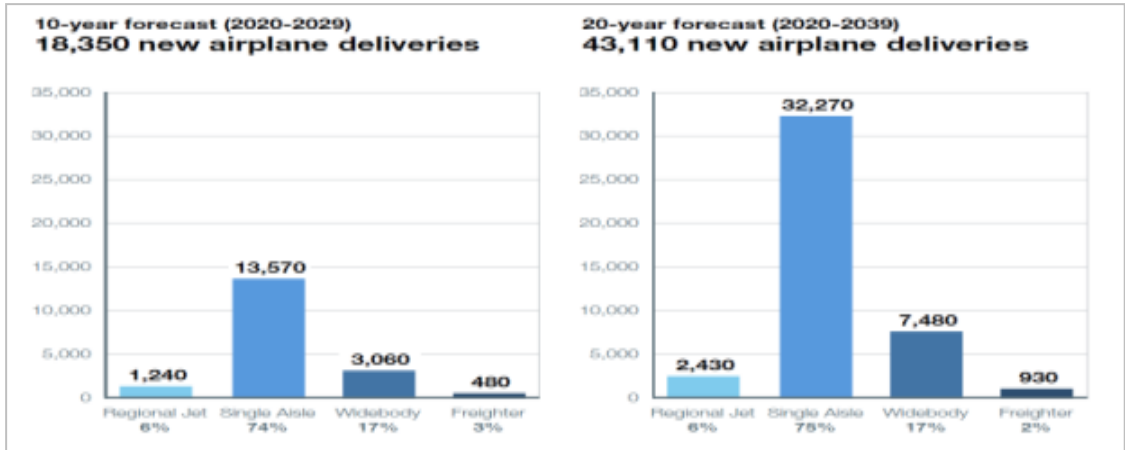 10-year forecast (2020-2029)
18,350 new airplane deliveries
35,000
30,000
25,000
20,000
15,000
10,000
5,000
0
1,240
13,570
3,060
480
Regional Jet
6%
Single Aisle
74%
Widebody
17%
Freighter
3%
20-year forecast (2020-2039)
43,110 new airplane deliveries
35,000
30,000
25,000
20,000
15,000
10,000
5,000
0
2,430
32,270
7,480
930
Regional Jet
6%
Single Aisle
75%
Widebody
17%
Freighter
2%